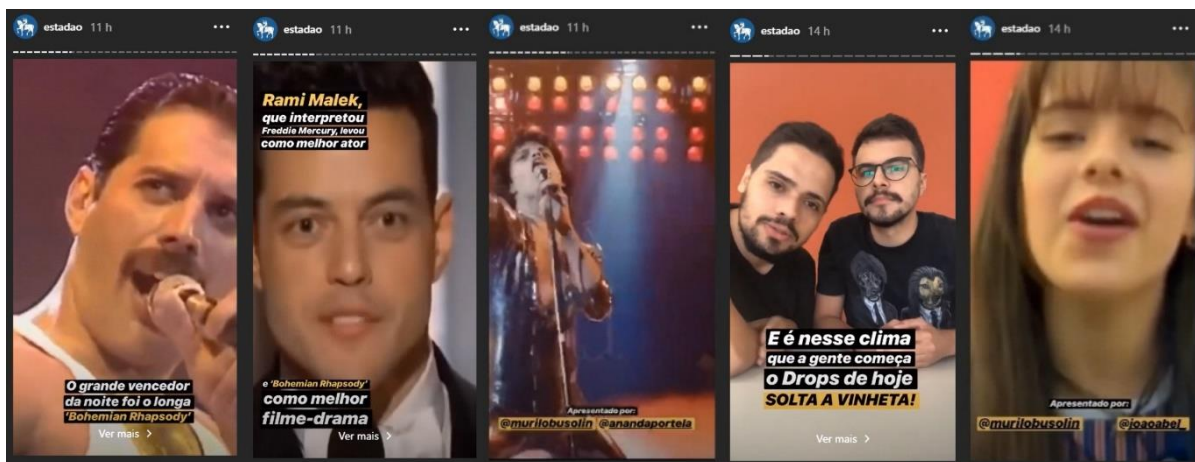 estadao 11 h
O grande vencedor
da noite foi o longa
'Bohemian Rhapsody'
Ver mais
estadao 11 h
Rami Malek,
que interpretou
Freddie Mercury, levou
como melhor ator
e 'Bohemian Rhapsody'
como melhor
filme-drama
Ver mais
estadao 11 h
Apresentado por:
@murilobusolin @anandaportela
estadao 14 h
E é nesse clima
que a gente começa
o Drops de hoje
SOLTA A VINHETA!
Ver mais
estadao 14 h
Apresentado por:
@murilobusolin @joaoabel_